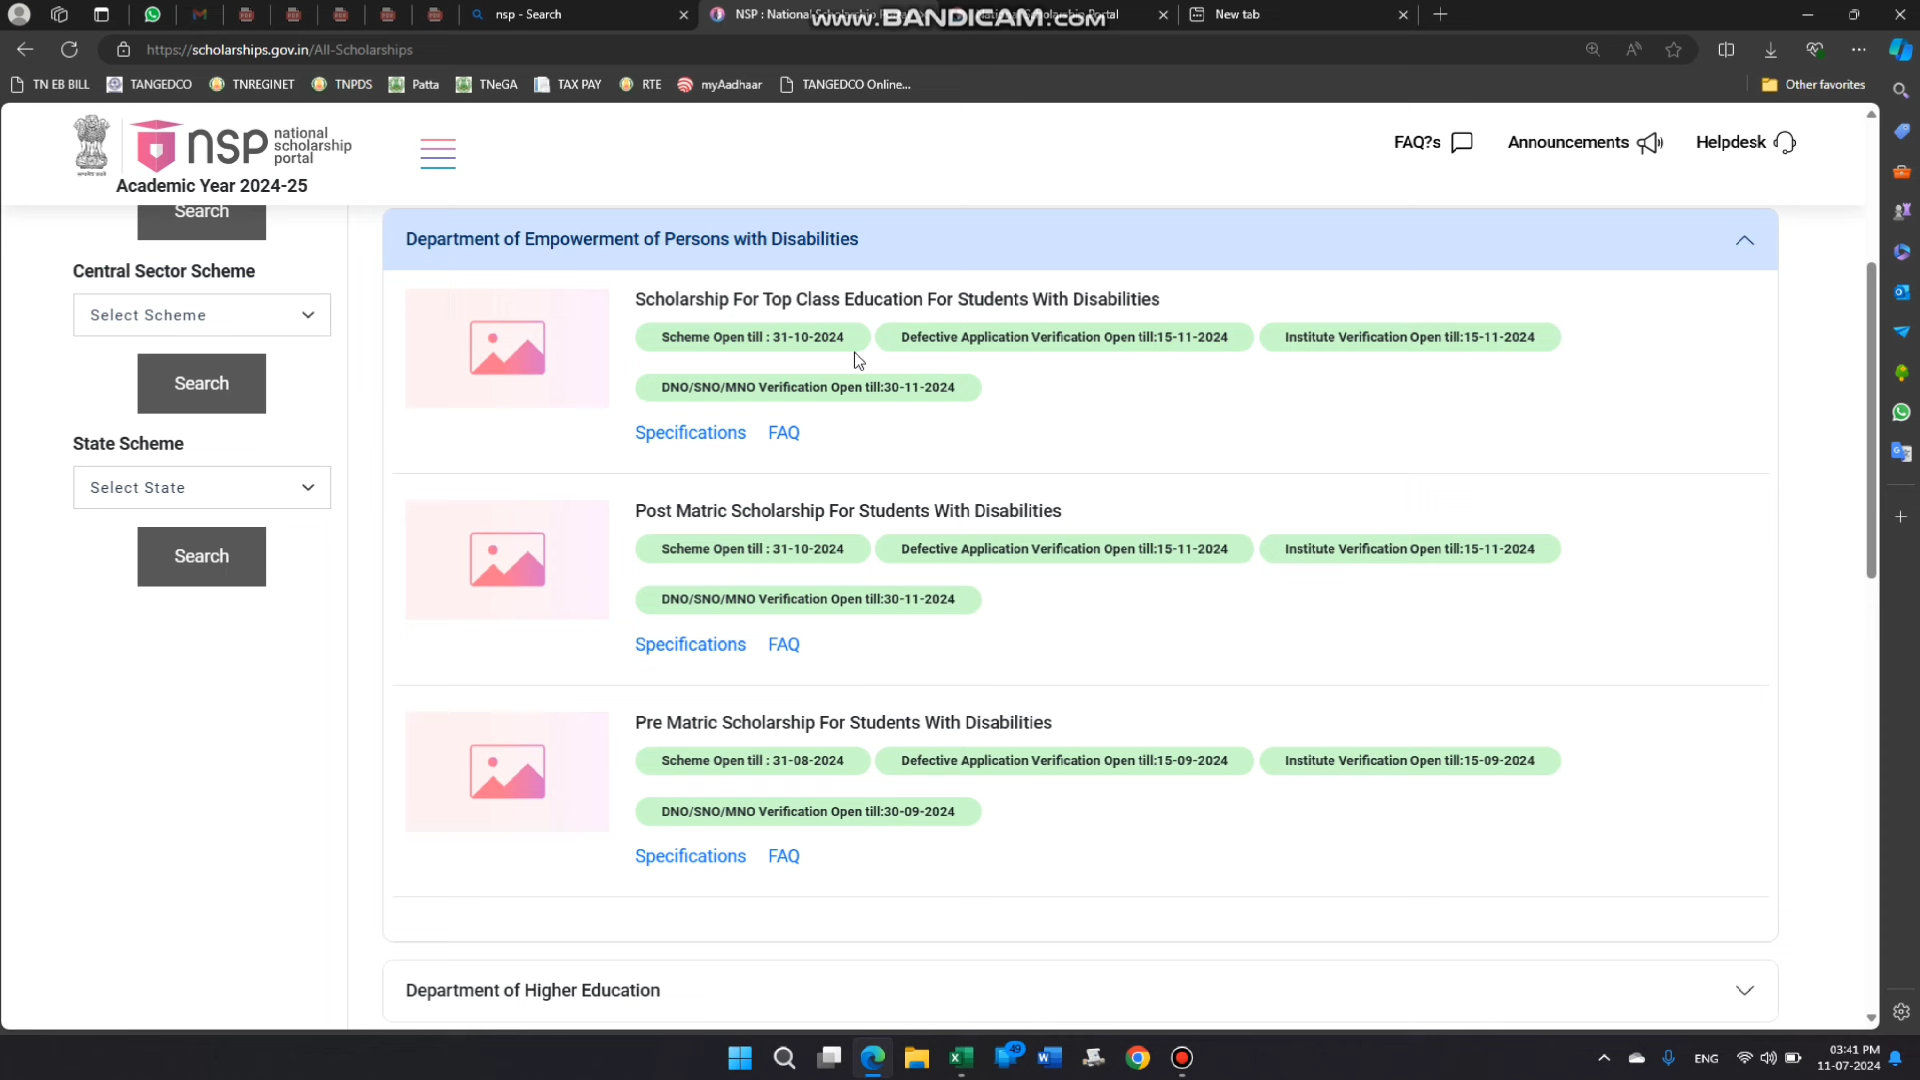 nsp - Search
NSP : National Scholarship
National Scholarship Portal
New tab
www.BANDICAM.com
https://scholarships.gov.in/All-Scholarships
TN EB BILL
TANGEDCO
TNREGINET
TNPDS
Patta
TNeGA
TAX PAY
RTE
myAadhaar
TANGEDCO Online...
Other favorites
nsp national scholarship portal
Academic Year 2024-25
FAQ?s
Announcements
Helpdesk
Search
Central Sector Scheme
Select Scheme
Search
State Scheme
Select State
Search
Department of Empowerment of Persons with Disabilities
Scholarship For Top Class Education For Students With Disabilities
Scheme Open till : 31-10-2024 Defective Application Verification Open till:15-11-2024 Institute Verification Open till:15-11-2024
DNO/SNO/MNO Verification Open till:30-11-2024
Specifications FAQ
Post Matric Scholarship For Students With Disabilities
Scheme Open till : 31-10-2024 Defective Application Verification Open till:15-11-2024 Institute Verification Open till:15-11-2024
DNO/SNO/MNO Verification Open till:30-11-2024
Specifications FAQ
Pre Matric Scholarship For Students With Disabilities
Scheme Open till : 31-08-2024 Defective Application Verification Open till:15-09-2024 Institute Verification Open till:15-09-2024
DNO/SNO/MNO Verification Open till:30-09-2024
Specifications FAQ
Department of Higher Education
49
ENG
03:41 PM
11-07-2024